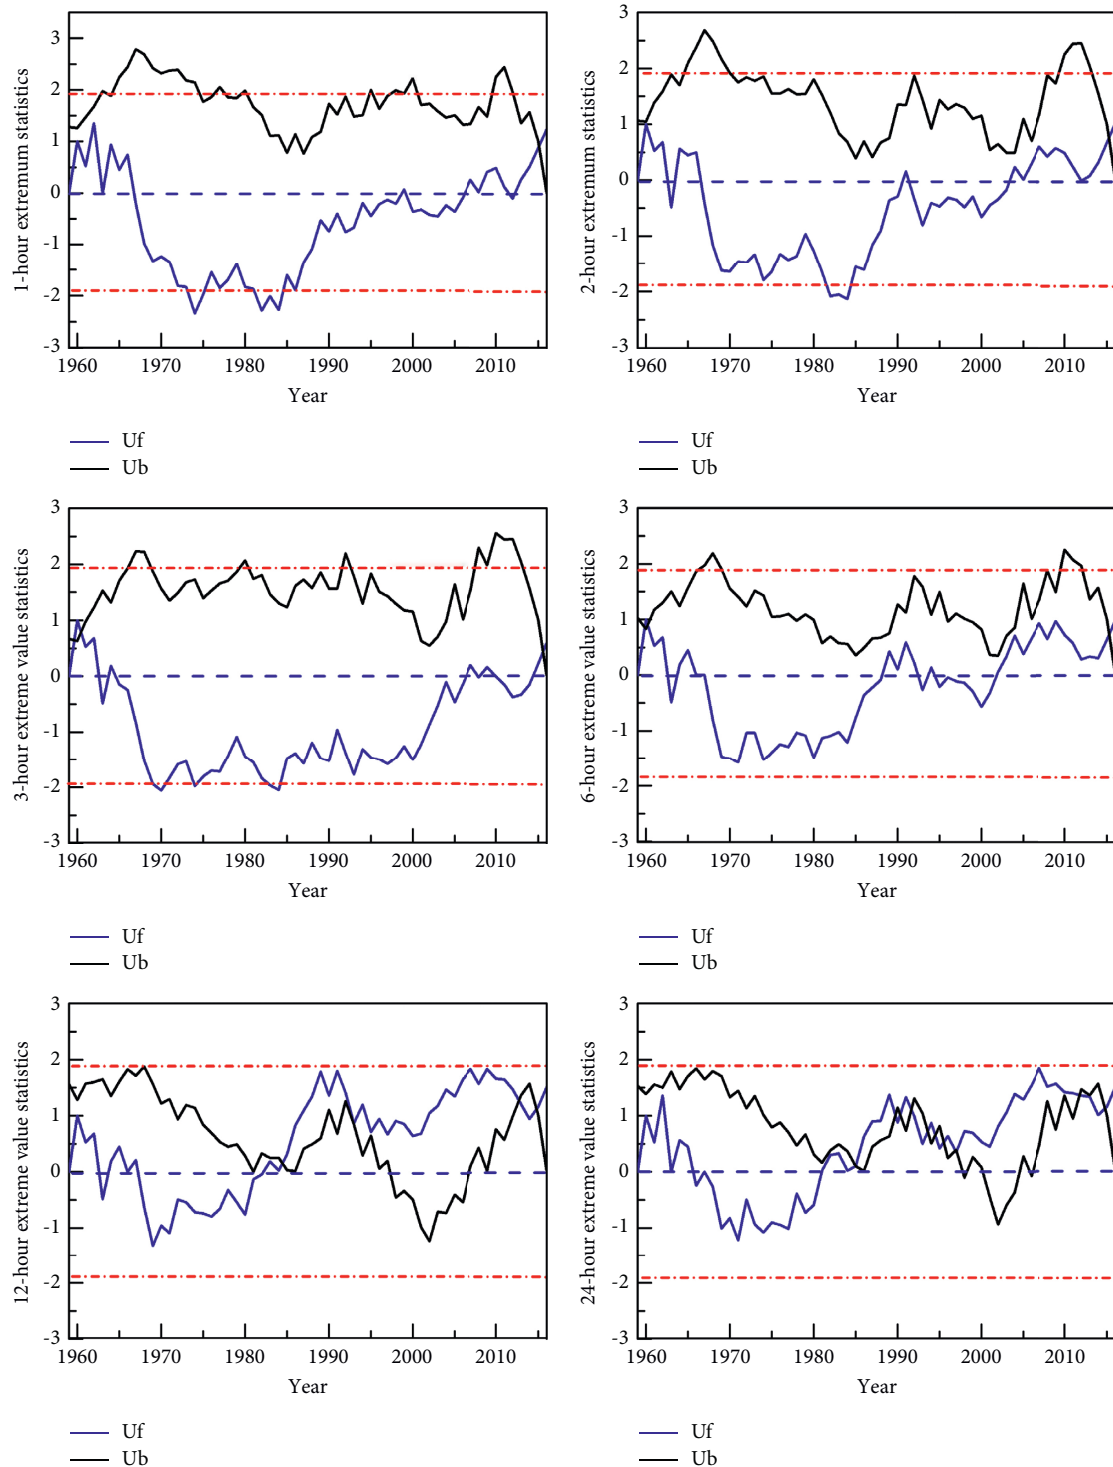 1-hour extremum statistics
3
2
1
0
-1
-2
-3
1960 1970 1980 1990 2000 2010
Year
Uf
Ub
2-hour extremum statistics
3
2
1
0
-1
-2
-3
1960 1970 1980 1990 2000 2010
Year
Uf
Ub
3-hour extreme value statistics
3
2
1
0
-1
-2
-3
1960 1970 1980 1990 2000 2010
Year
Uf
Ub
6-hour extreme value statistics
3
2
1
0
-1
-2
-3
1960 1970 1980 1990 2000 2010
Year
Uf
Ub
12-hour extreme value statistics
3
2
1
0
-1
-2
-3
1960 1970 1980 1990 2000 2010
Year
Uf
Ub
24-hour extreme value statistics
3
2
1
0
-1
-2
-3
1960 1970 1980 1990 2000 2010
Year
Uf
Ub